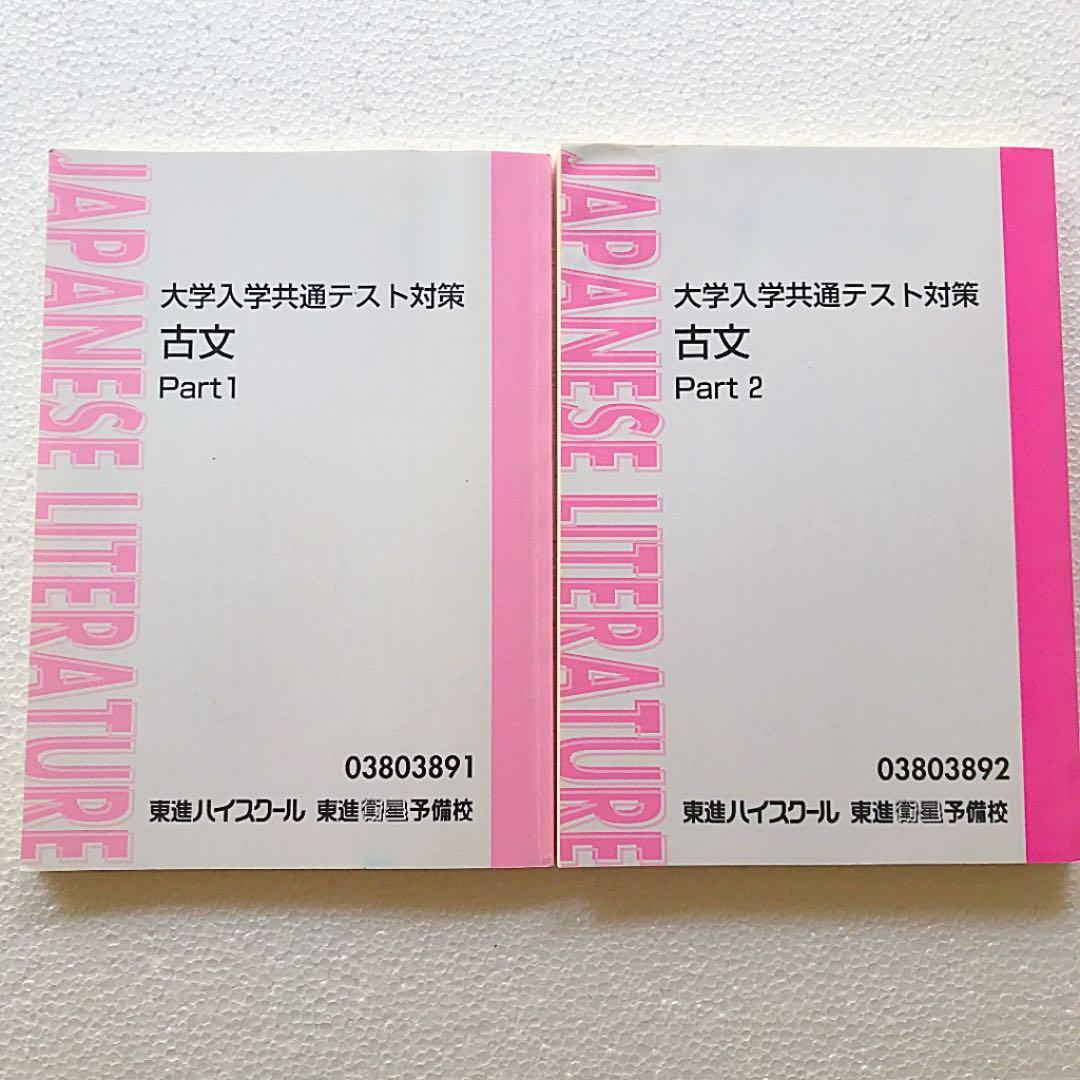 JAPANESE LITERATURE
大学入学共通テスト対策
古文
Part1
03803891
東進ハイスクール 東進衛星予備校
JAPANESE LITERATURE
大学入学共通テスト対策
古文
Part 2
03803892
東進ハイスクール 東進衛星予備校